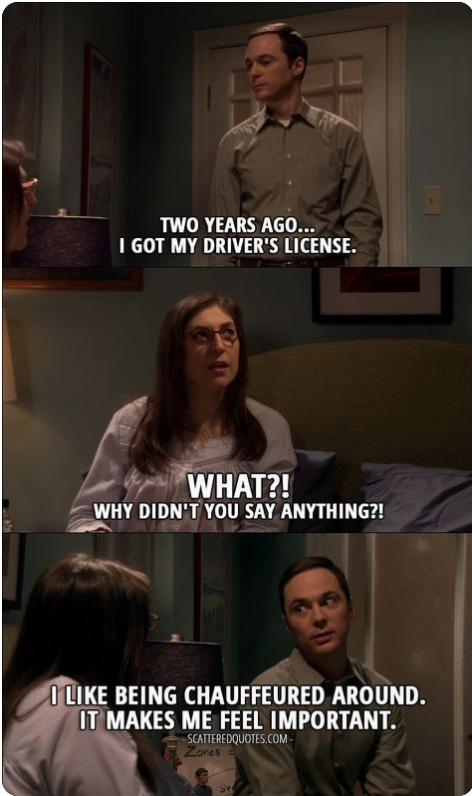 TWO YEARS AGO...
I GOT MY DRIVER'S LICENSE.
WHAT?!
WHY DIDN'T YOU SAY ANYTHING?!
I LIKE BEING CHAUFFEURED AROUND.
IT MAKES ME FEEL IMPORTANT.
- SCATTEREDQUOTES.COM -
Zones